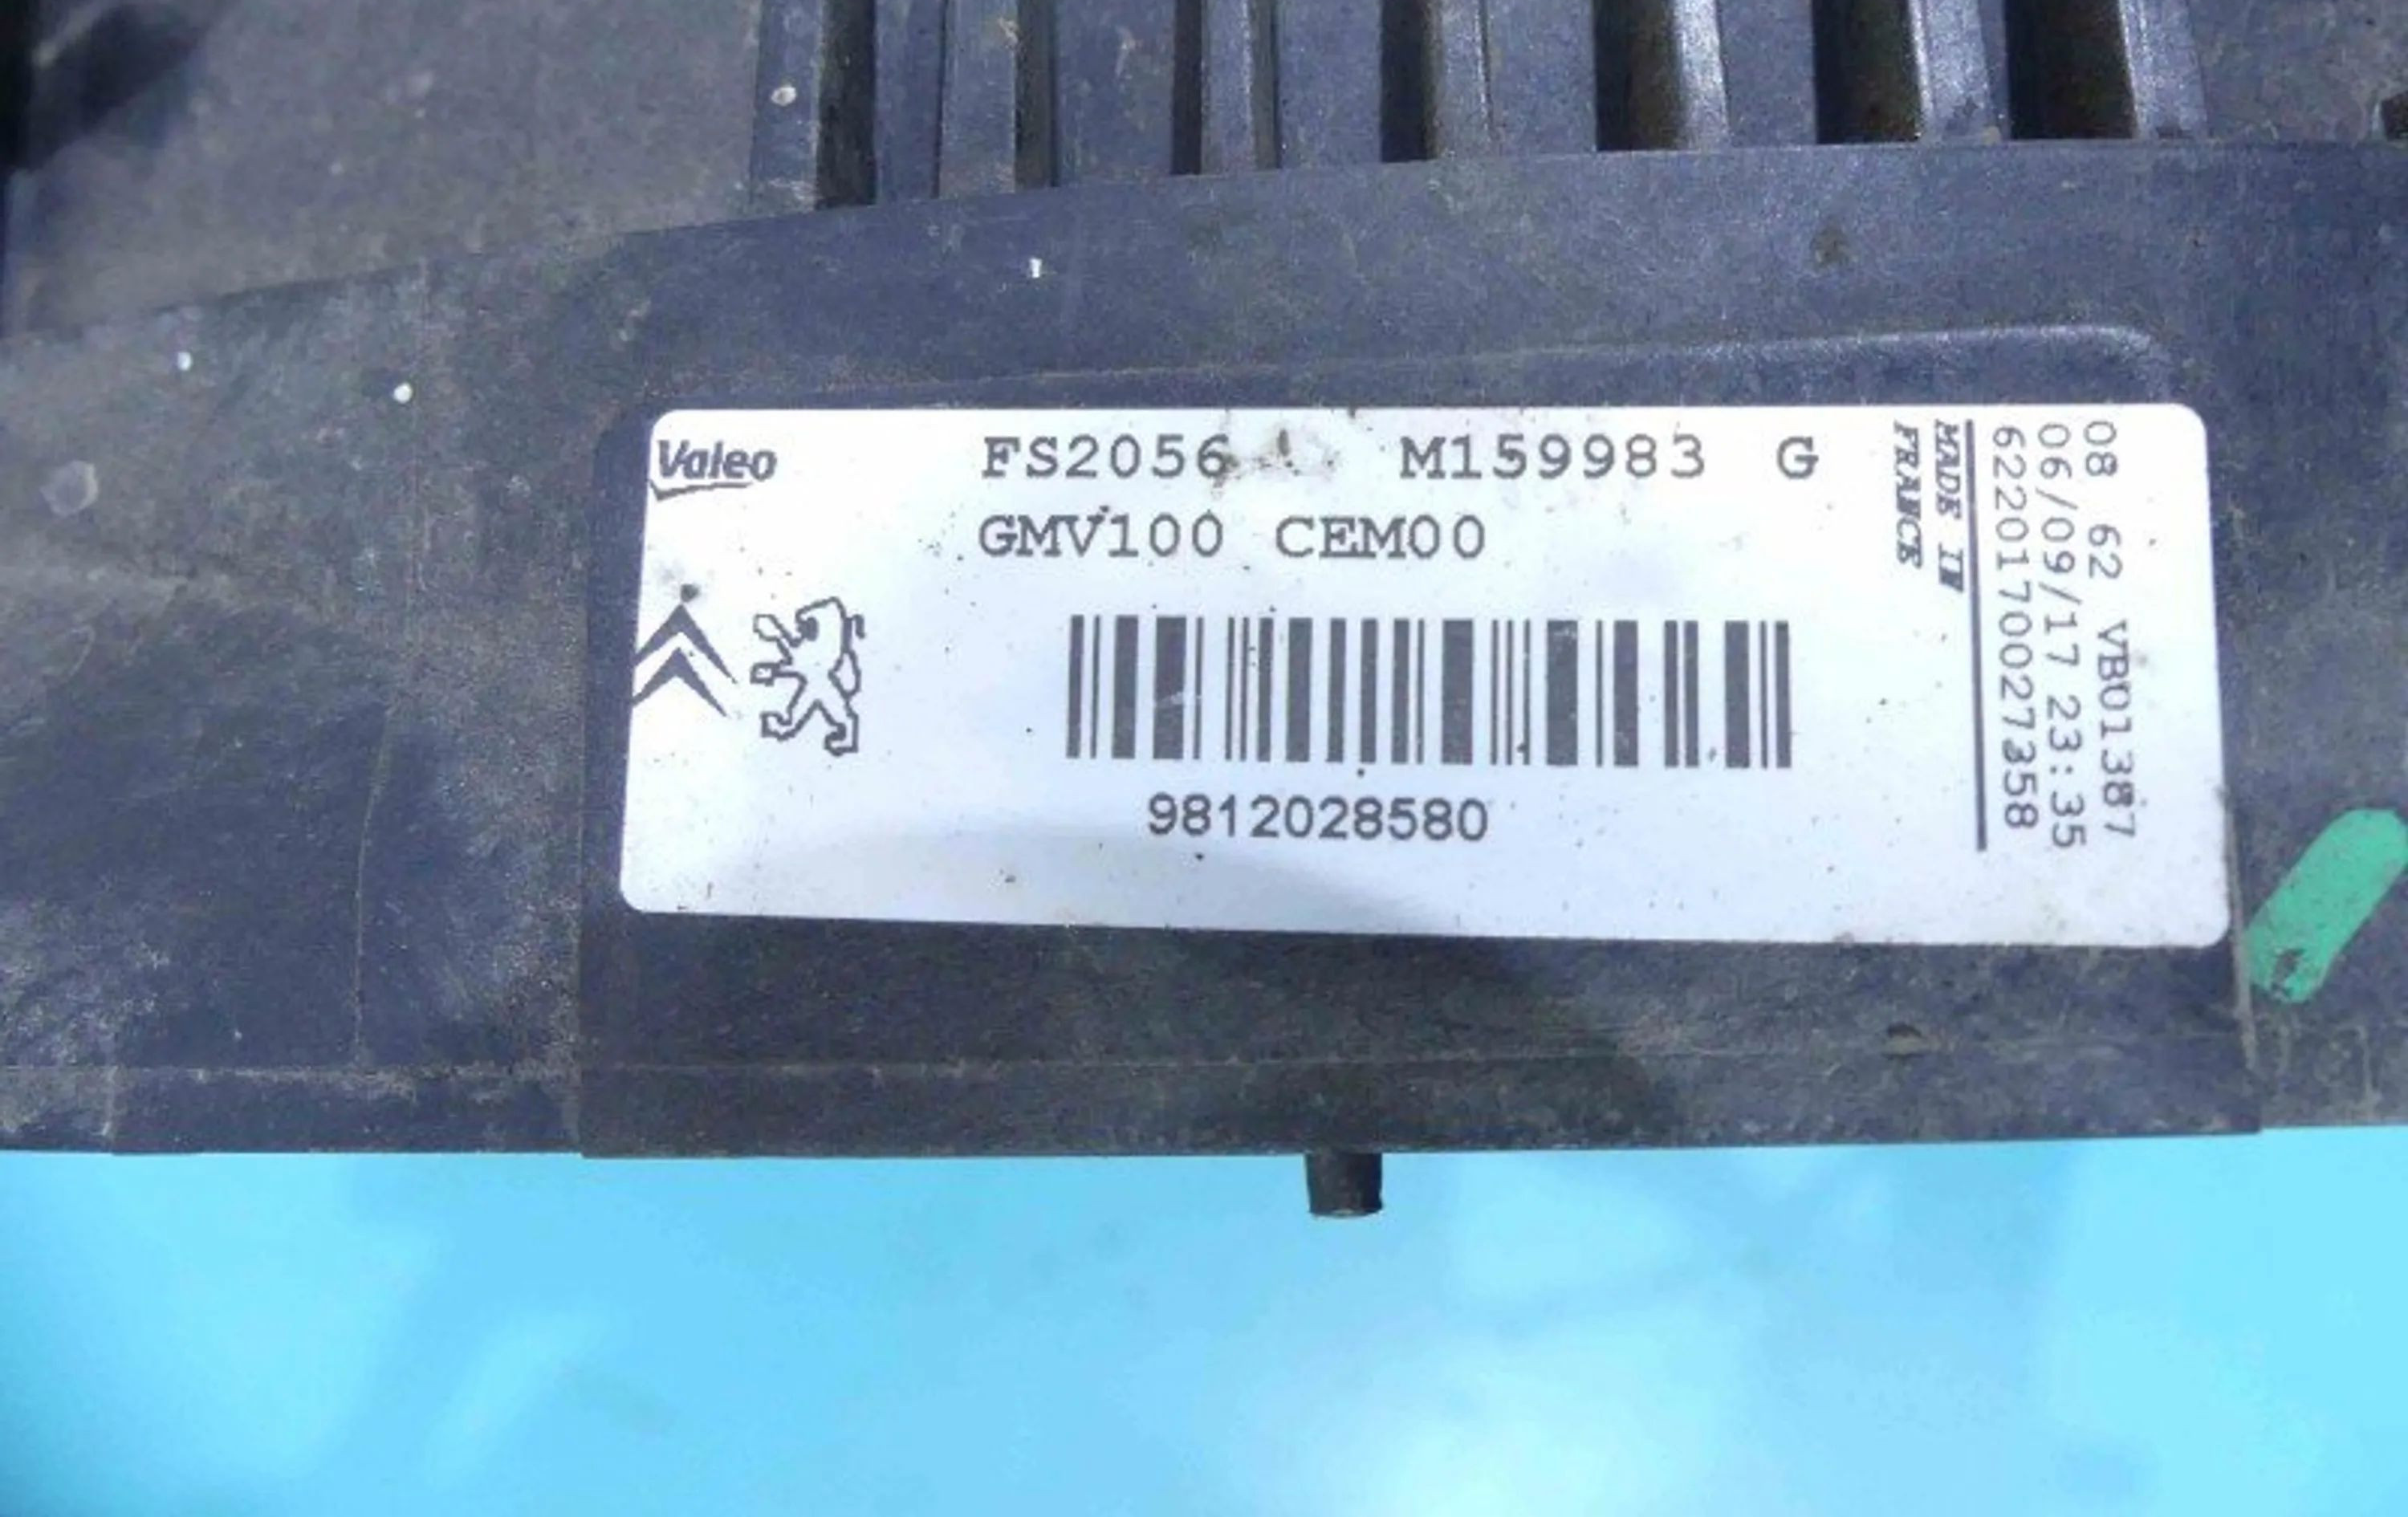 Valeo
FS2056 M159983 G
GMV100 CEM00
9812028580
MADE IN
FRANCE
08 62 VB01387
06/09/17 23:35
6220170027358